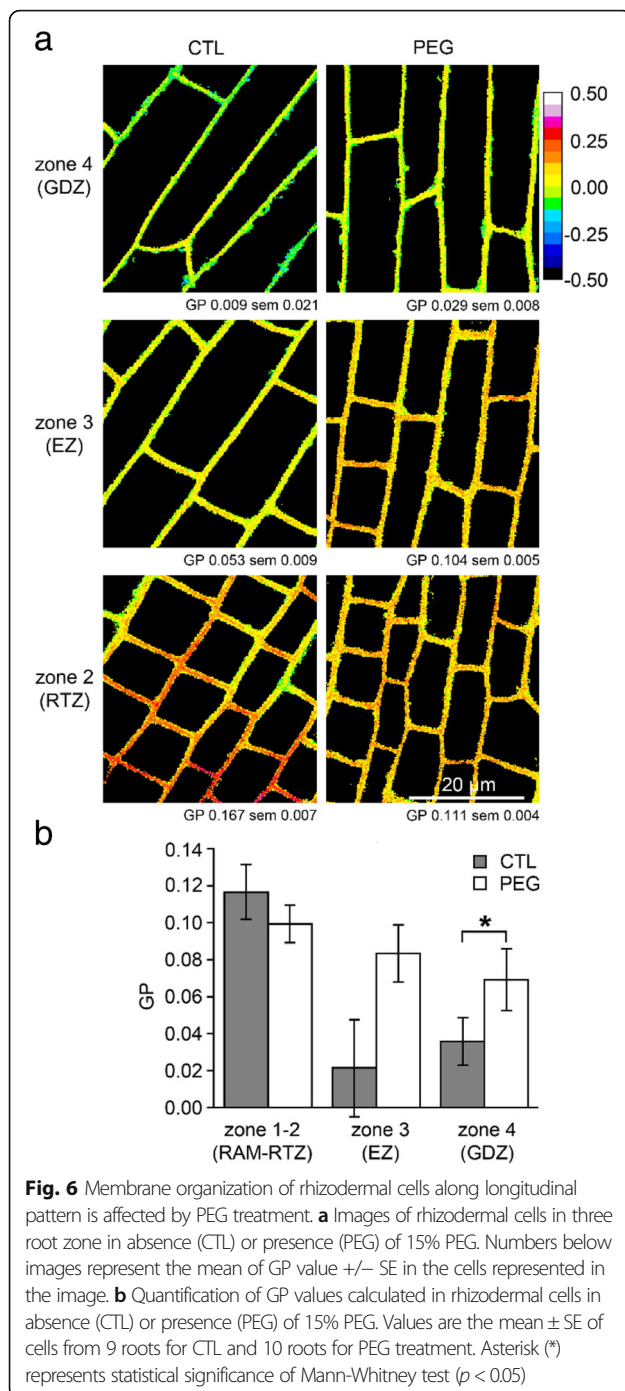 a
CTL PEG
zone 4
(GDZ)
0.50
0.25
0.00
-0.25
-0.50
GP 0.009 sem 0.021 GP 0.029 sem 0.008
zone 3
(EZ)
GP 0.053 sem 0.009 GP 0.104 sem 0.005
zone 2
(RTZ)
20 µm
GP 0.167 sem 0.007 GP 0.111 sem 0.004
b
0.14
0.12
0.10
0.08
0.06
0.04
0.02
0.00
GP
CTL
PEG
*
zone 1-2 zone 3 zone 4
(RAM-RTZ) (EZ) (GDZ)
Fig. 6 Membrane organization of rhizodermal cells along longitudinal
pattern is affected by PEG treatment. a Images of rhizodermal cells in three
root zone in absence (CTL) or presence (PEG) of 15% PEG. Numbers below
images represent the mean of GP value +/− SE in the cells represented in
the image. b Quantification of GP values calculated in rhizodermal cells in
absence (CTL) or presence (PEG) of 15% PEG. Values are the mean ± SE of
cells from 9 roots for CTL and 10 roots for PEG treatment. Asterisk (*)
represents statistical significance of Mann-Whitney test (p < 0.05)